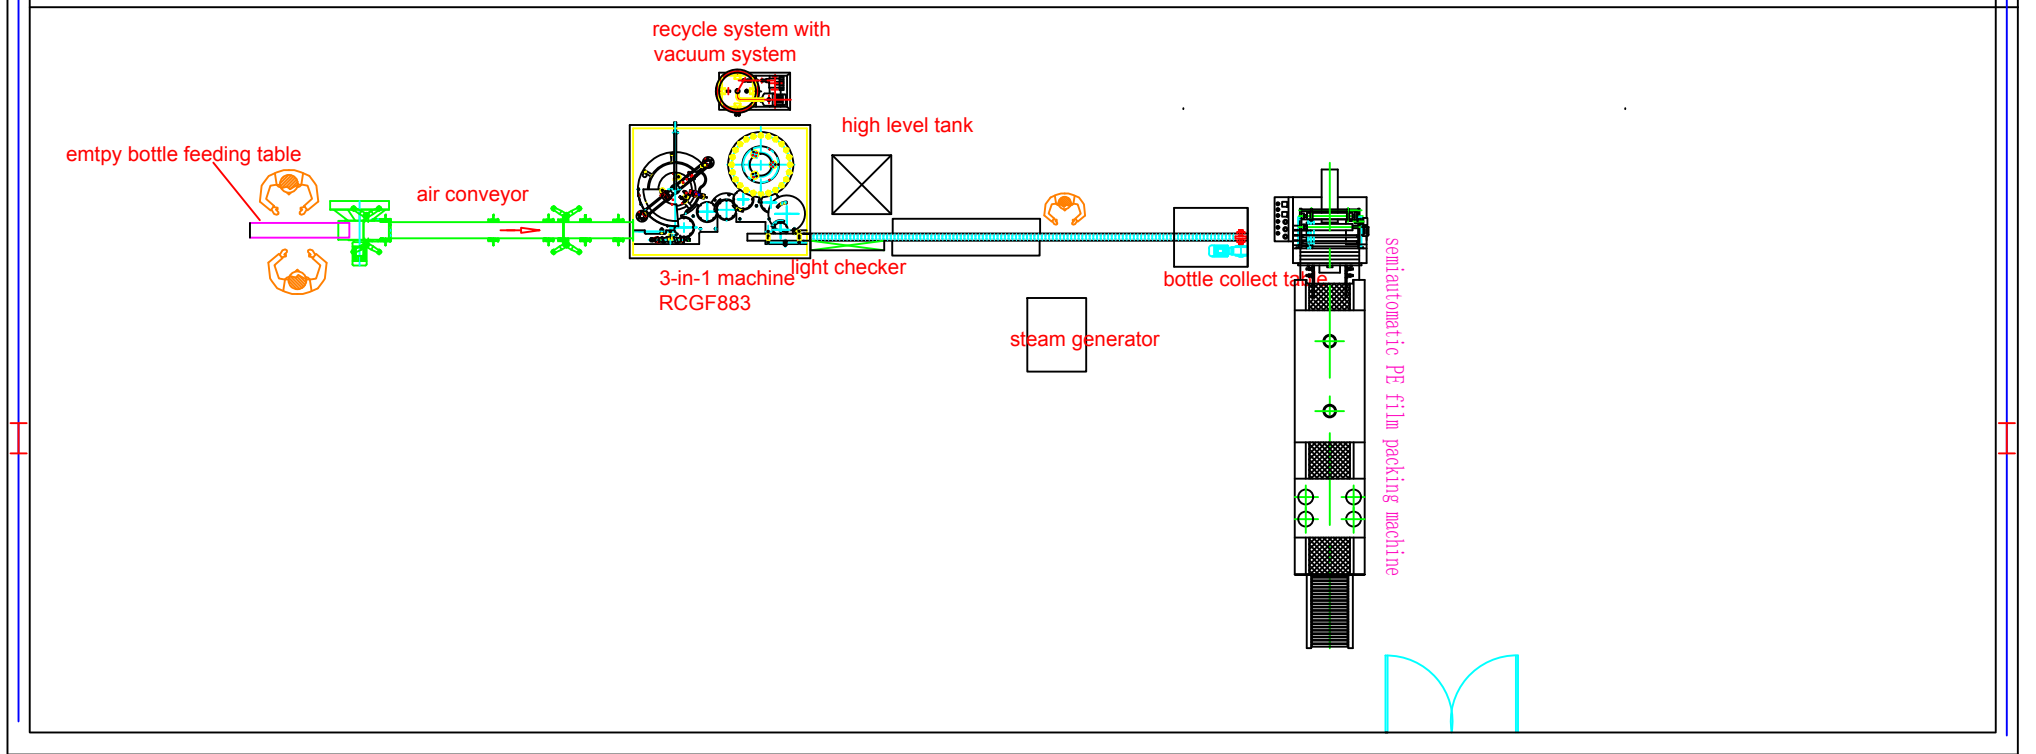 recycle system with
vacuum system
high level tank
emtpy bottle feeding table
air conveyor
light checker
3-in-1 machine
RCGF883
bottle collect table
steam generator
semiautomatic PE film packing machine